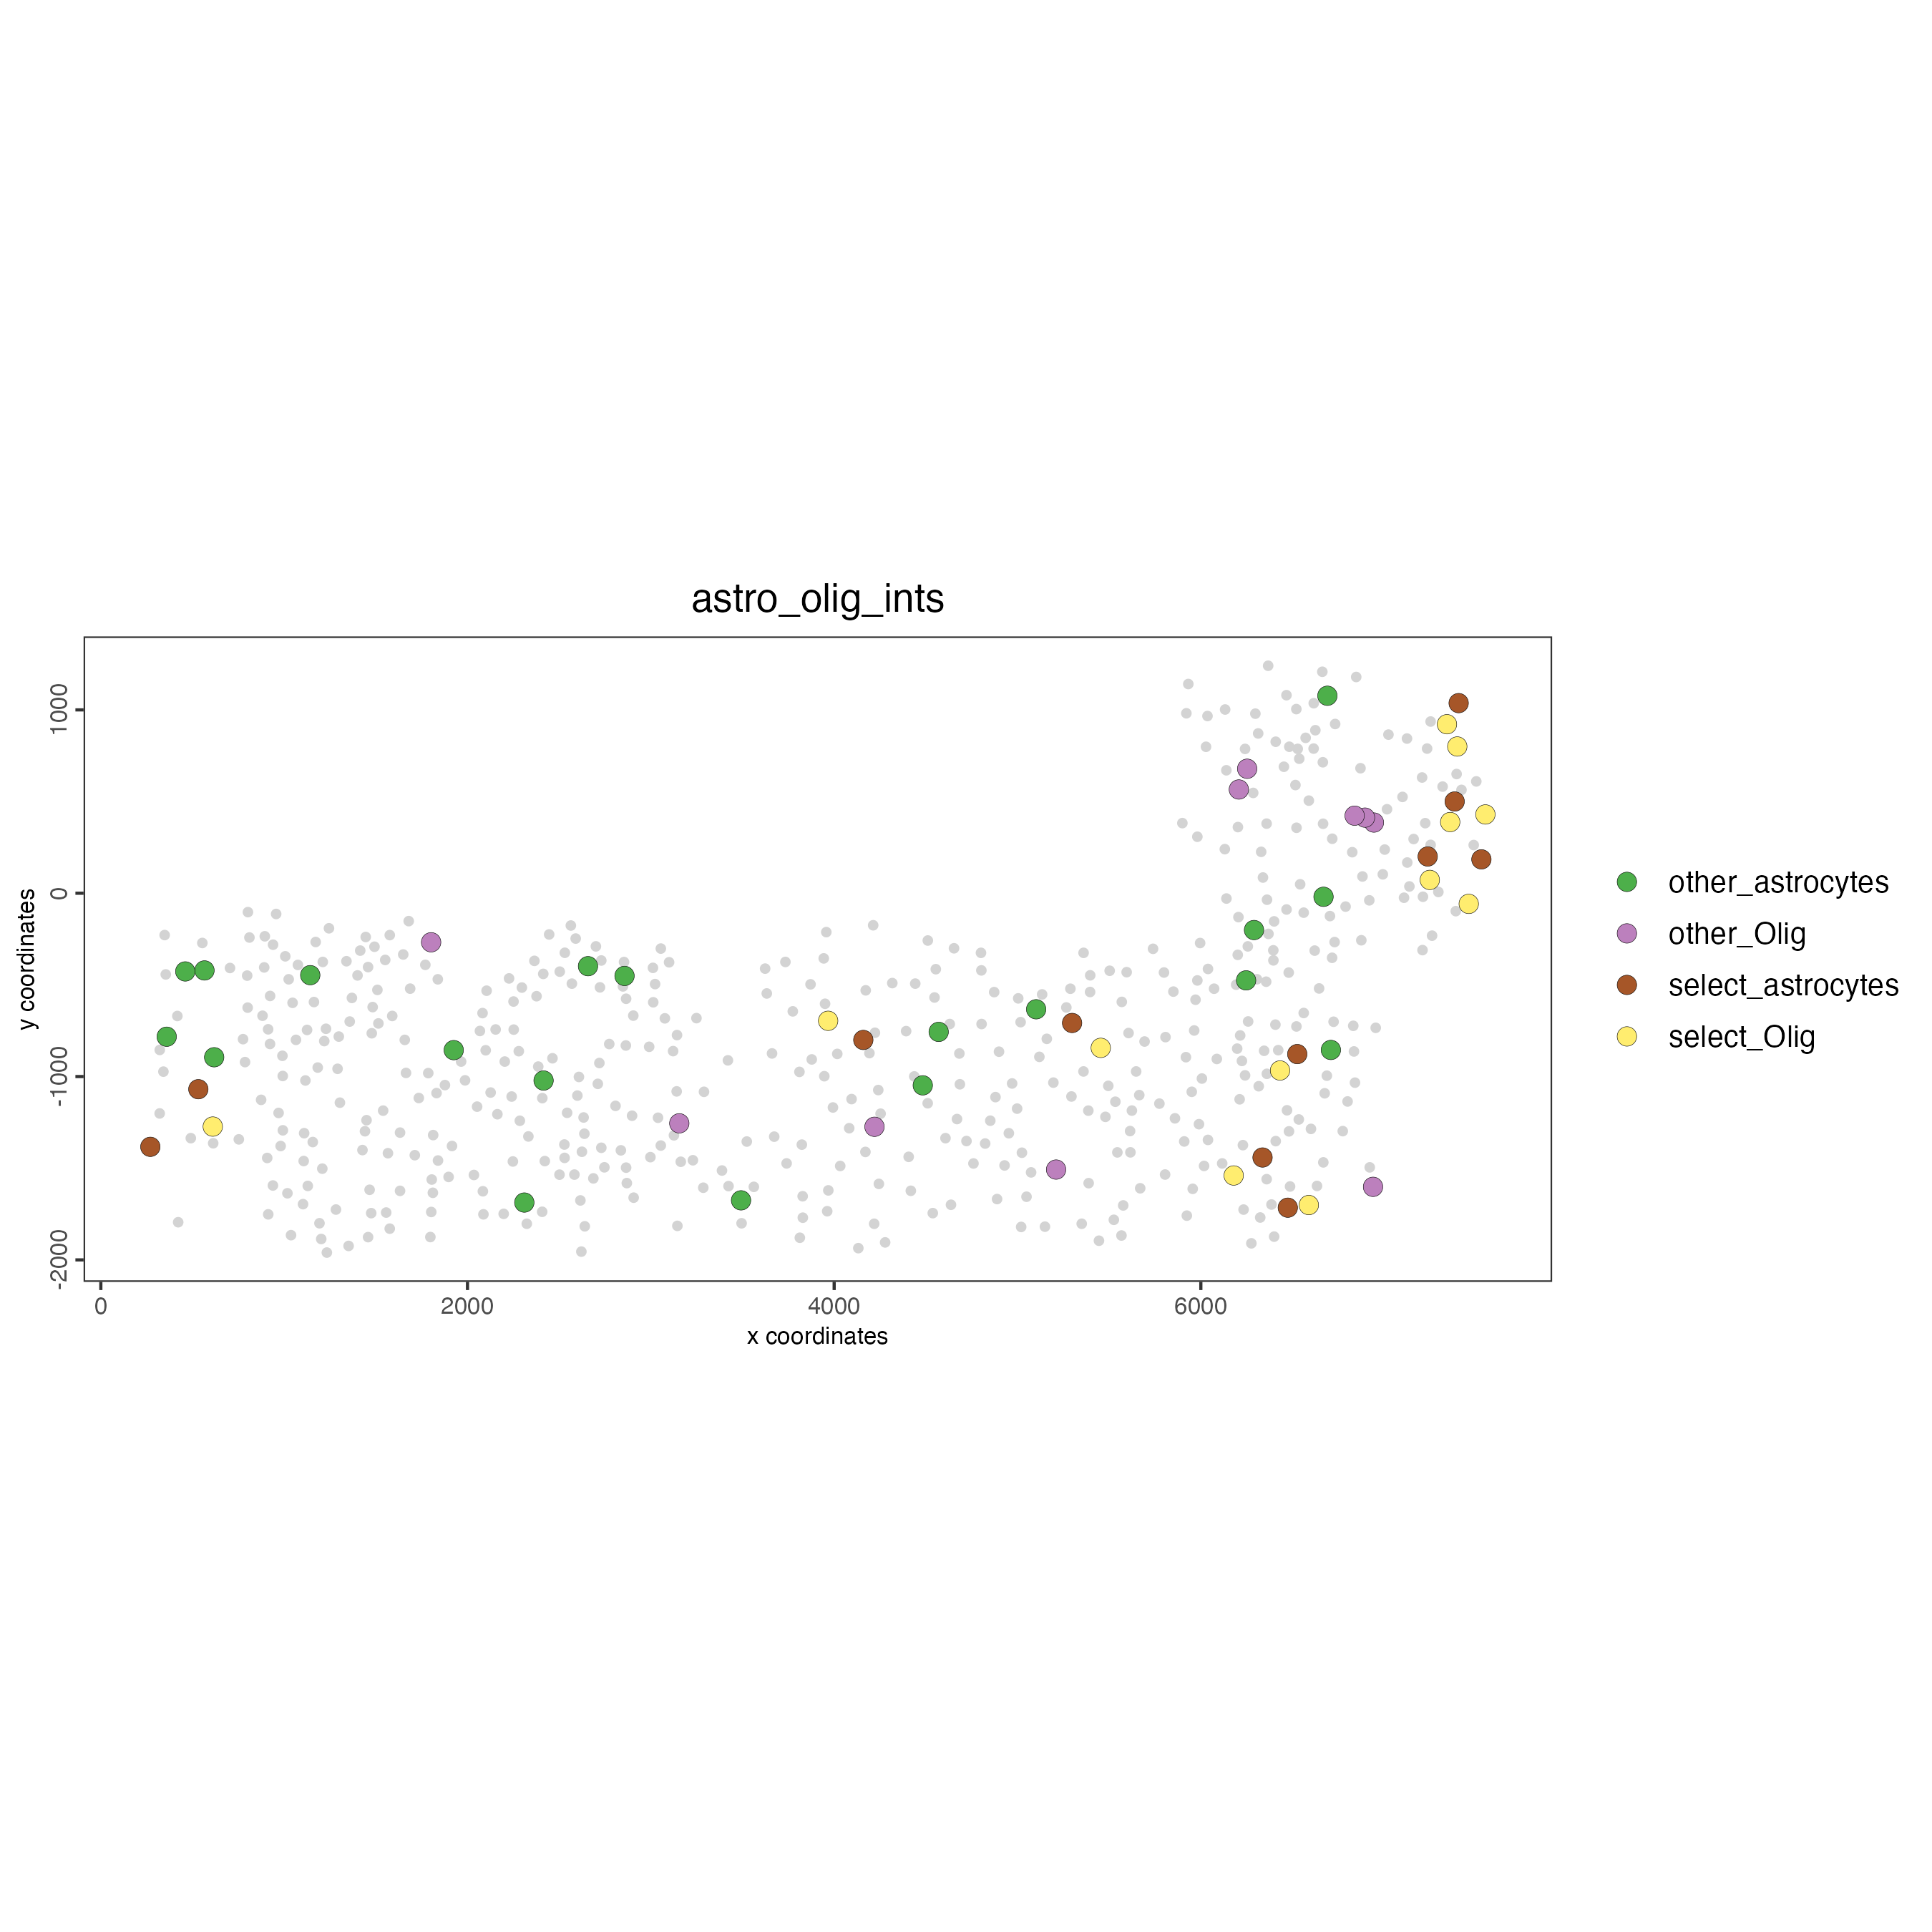 astro_olig_ints
y coordinates
1000
0
-1000
-2000
0
2000
4000
6000
x coordinates
other_astrocytes
other_Olig
select_astrocytes
select_Olig